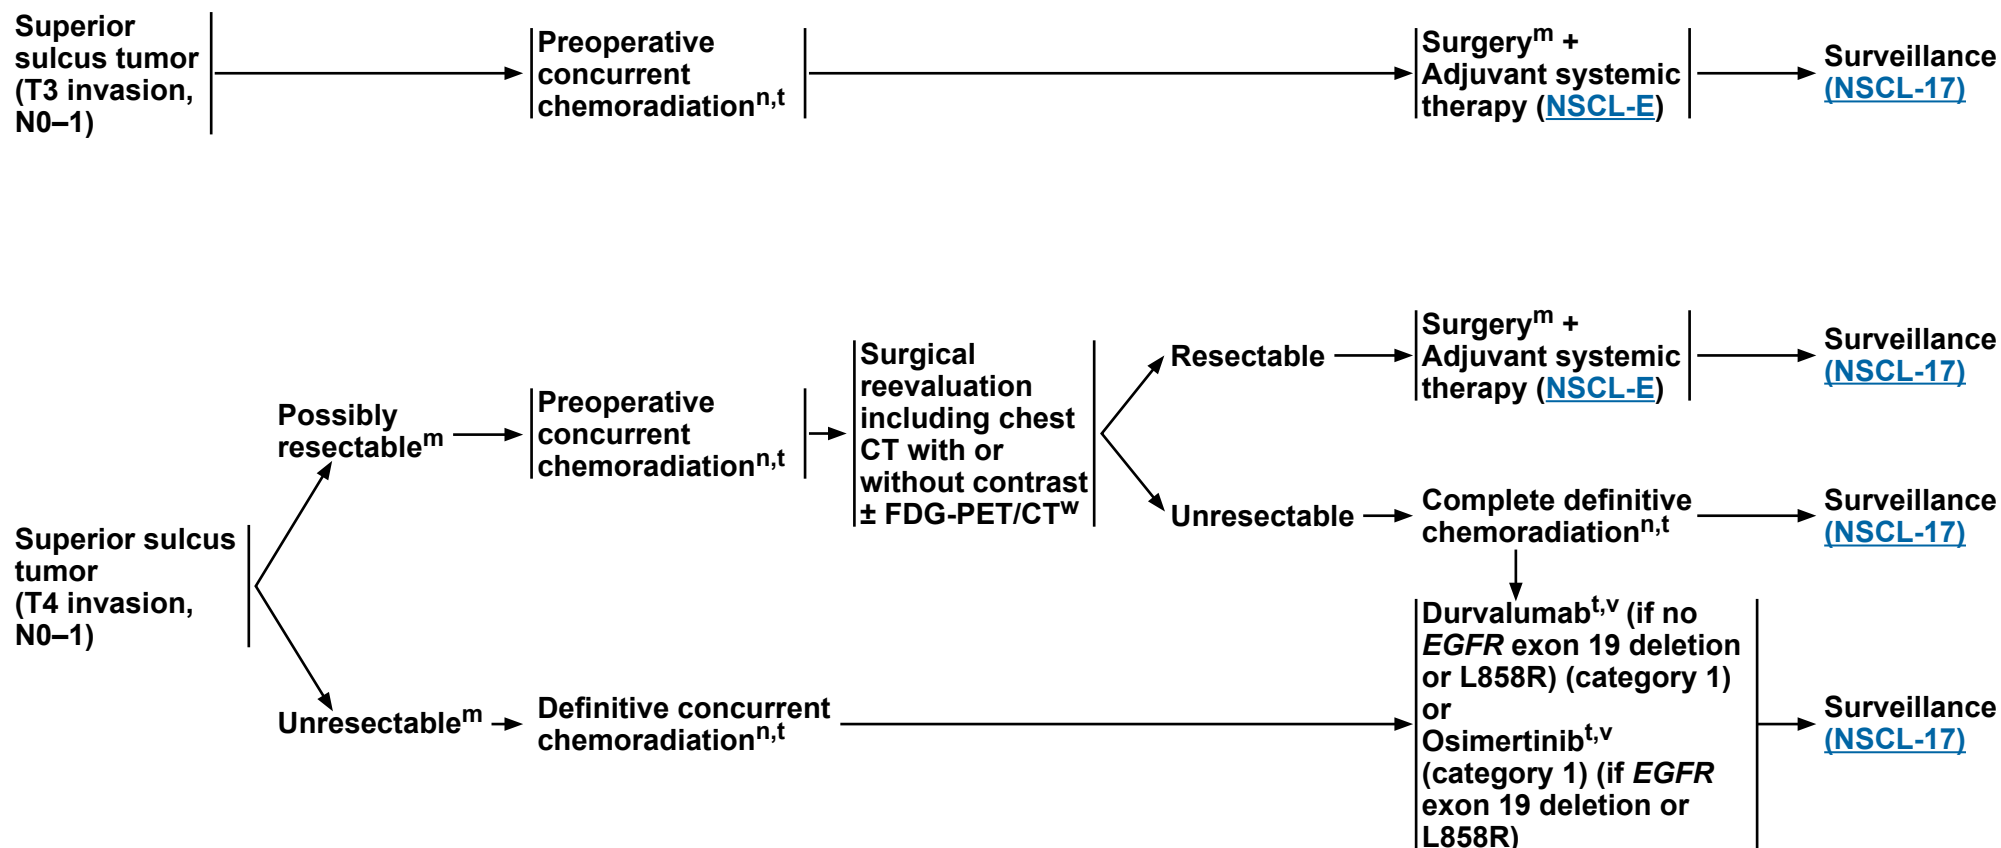 Superior
sulcus tumor
(T3 invasion,
N0–1)
Preoperative
concurrent
chemoradiationn,t
Surgerym +
Adjuvant systemic
therapy (NSCL-E)
Surveillance
(NSCL-17)
Superior sulcus
tumor
(T4 invasion,
N0–1)
Possibly
resectablem
Preoperative
concurrent
chemoradiationn,t
Surgical
reevaluation
including chest
CT with or
without contrast
± FDG-PET/CTw
Resectable
Surgerym +
Adjuvant systemic
therapy (NSCL-E)
Surveillance
(NSCL-17)
Unresectable
Complete definitive
chemoradiationn,t
Surveillance
(NSCL-17)
Unresectablem
Definitive concurrent
chemoradiationn,t
Durvalumabt,v (if no
EGFR exon 19 deletion
or L858R) (category 1)
or
Osimertinibt,v
(category 1) (if EGFR
exon 19 deletion or
L858R)
Surveillance
(NSCL-17)